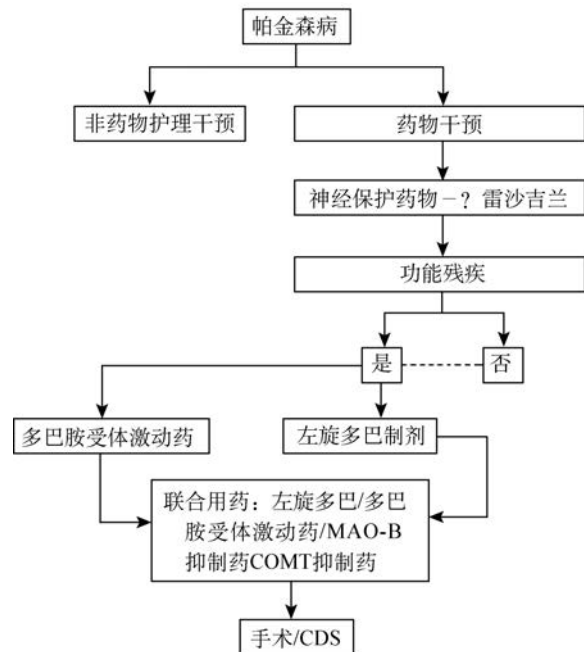 帕金森病
非药物护理干预
药物干预
神经保护药物－？雷沙吉兰
功能残疾
是
否
多巴胺受体激动药
左旋多巴制剂
联合用药：左旋多巴/多巴
胺受体激动药/MAO-B
抑制药COMT抑制药
手术/CDS